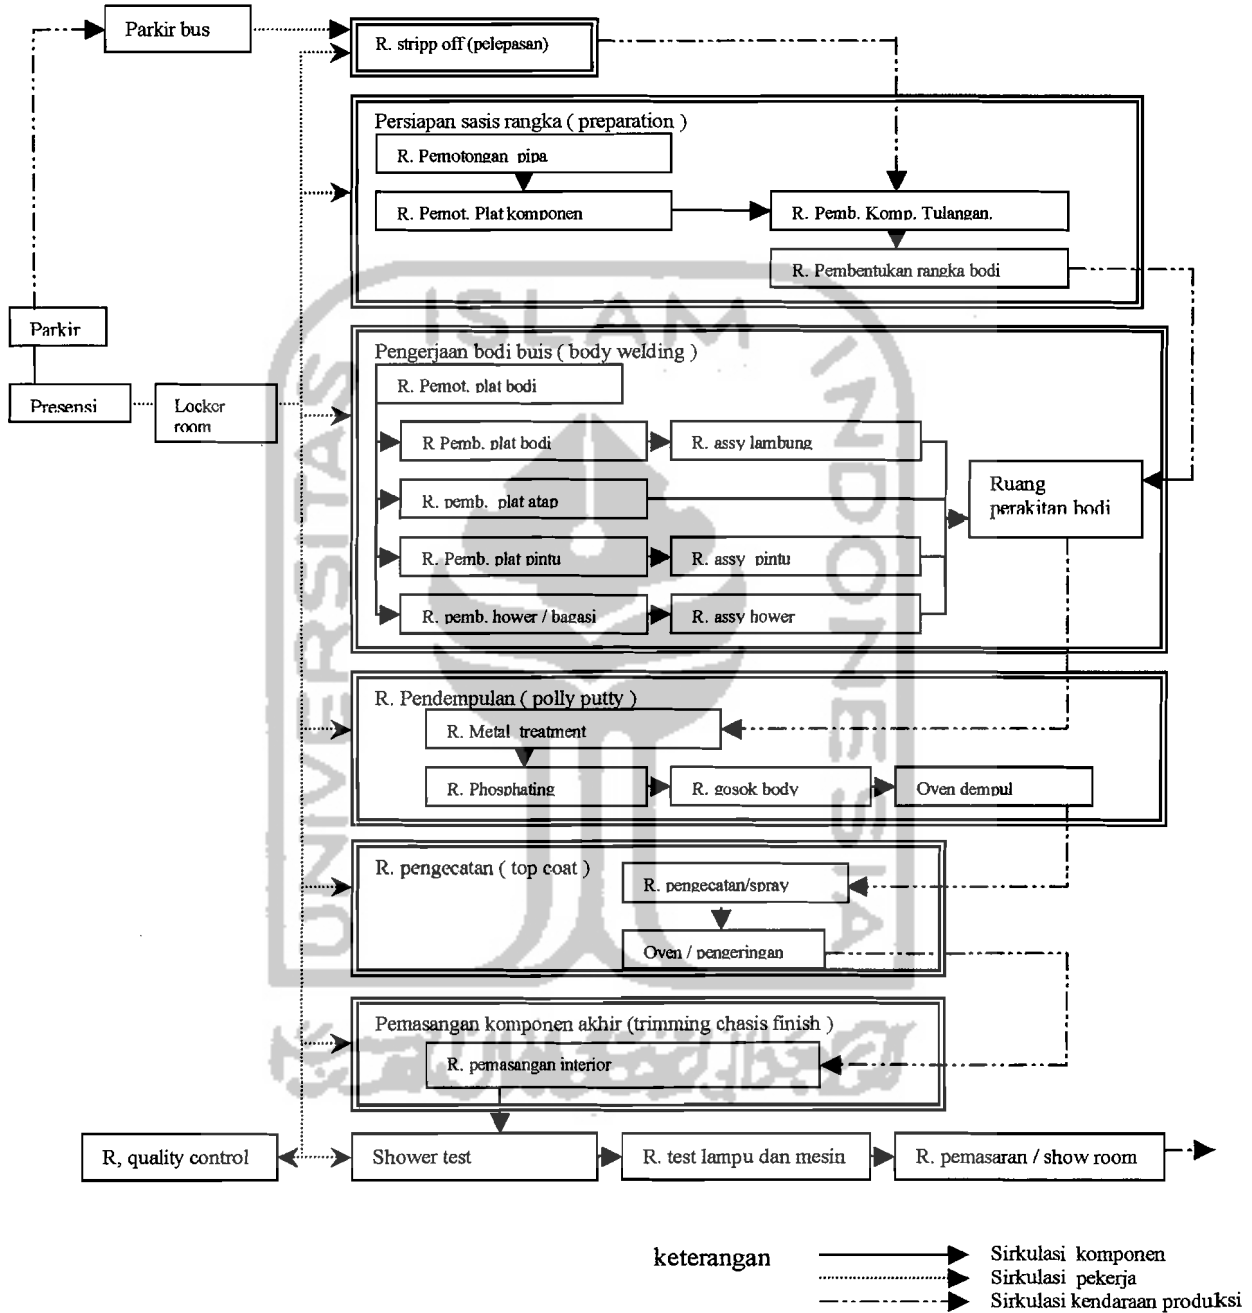 Parkir bus
R. stripp off (pelepasan)
Persiapan sasis rangka ( preparation )
R. Pemotongan pipa
R. Pemot. Plat komponen
R. Pemb. Komp. Tulangan.
R. Pembentukan rangka bodi
Parkir
Presensi
Locker
room
Pengerjaan bodi buis ( body welding )
R. Pemot. plat bodi
R Pemb. plat bodi
R. assy lambung
R. pemb. plat atap
R. Pemb. plat pintu
R. assy pintu
R. pemb. hower / bagasi
R. assy hower
Ruang
perakitan bodi
R. Pendempulan ( polly putty )
R. Metal treatment
R. Phosphating
R. gosok body
Oven dempul
R. pengecatan ( top coat )
R. pengecatan/spray
Oven / pengeringan
Pemasangan komponen akhir (trimming chasis finish )
R. pemasangan interior
R, quality control
Shower test
R. test lampu dan mesin
R. pemasaran / show room
keterangan
Sirkulasi komponen
Sirkulasi pekerja
Sirkulasi kendaraan produksi
UNIVERSITAS
ISLAM
INDONESIA